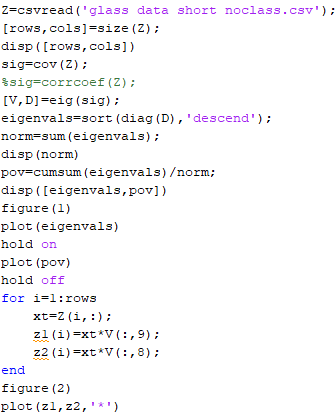 Z=csvread('glass data short noclass.csv');
[rows,cols]=size(Z);
disp([rows,cols])
sig=cov(Z);
%sig=corrcoef(Z);
[V,D]=eig(sig);
eigenvals=sort(diag(D),'descend');
norm=sum(eigenvals);
disp(norm)
pov=cumsum(eigenvals)/norm;
disp([eigenvals,pov])
figure(1)
plot(eigenvals)
hold on
plot(pov)
hold off
for i=1:rows
    xt=Z(i,:);
    z1(i)=xt*V(:,9);
    z2(i)=xt*V(:,8);
end
figure(2)
plot(z1,z2,'*')